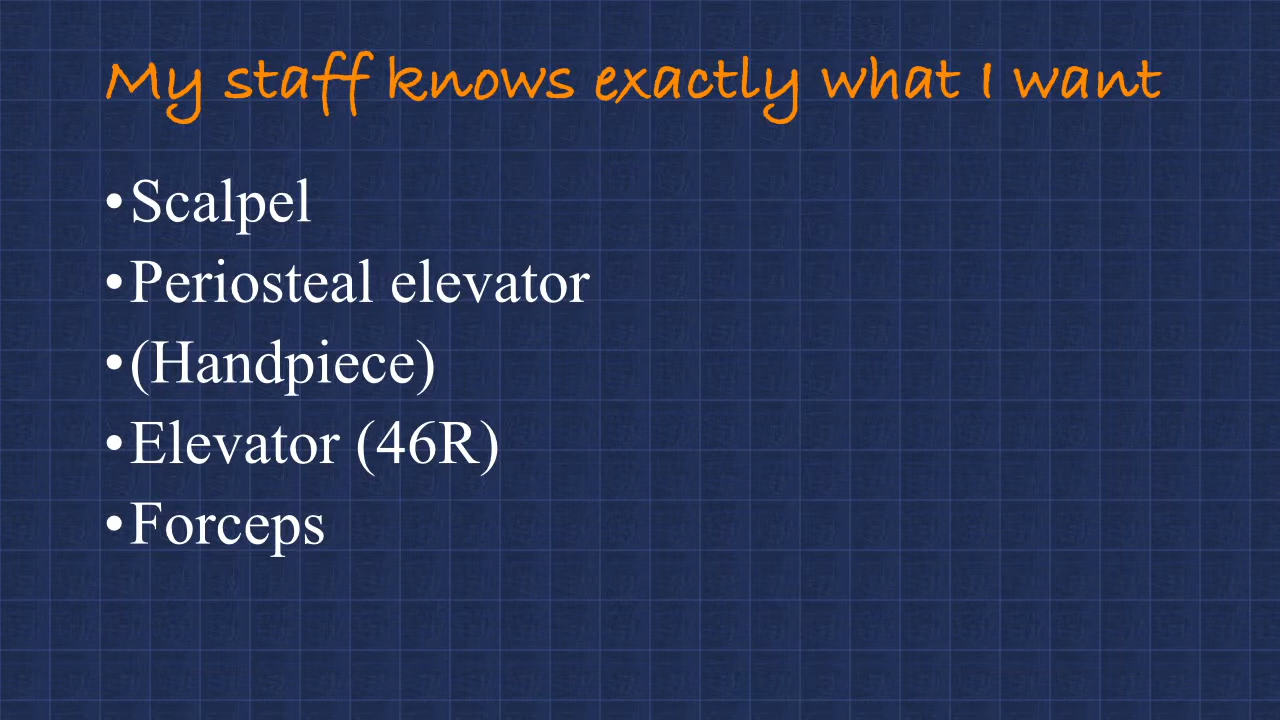 My staff knows exactly what I want
•Scalpel
•Periosteal elevator
•(Handpiece)
•Elevator (46R)
•Forceps